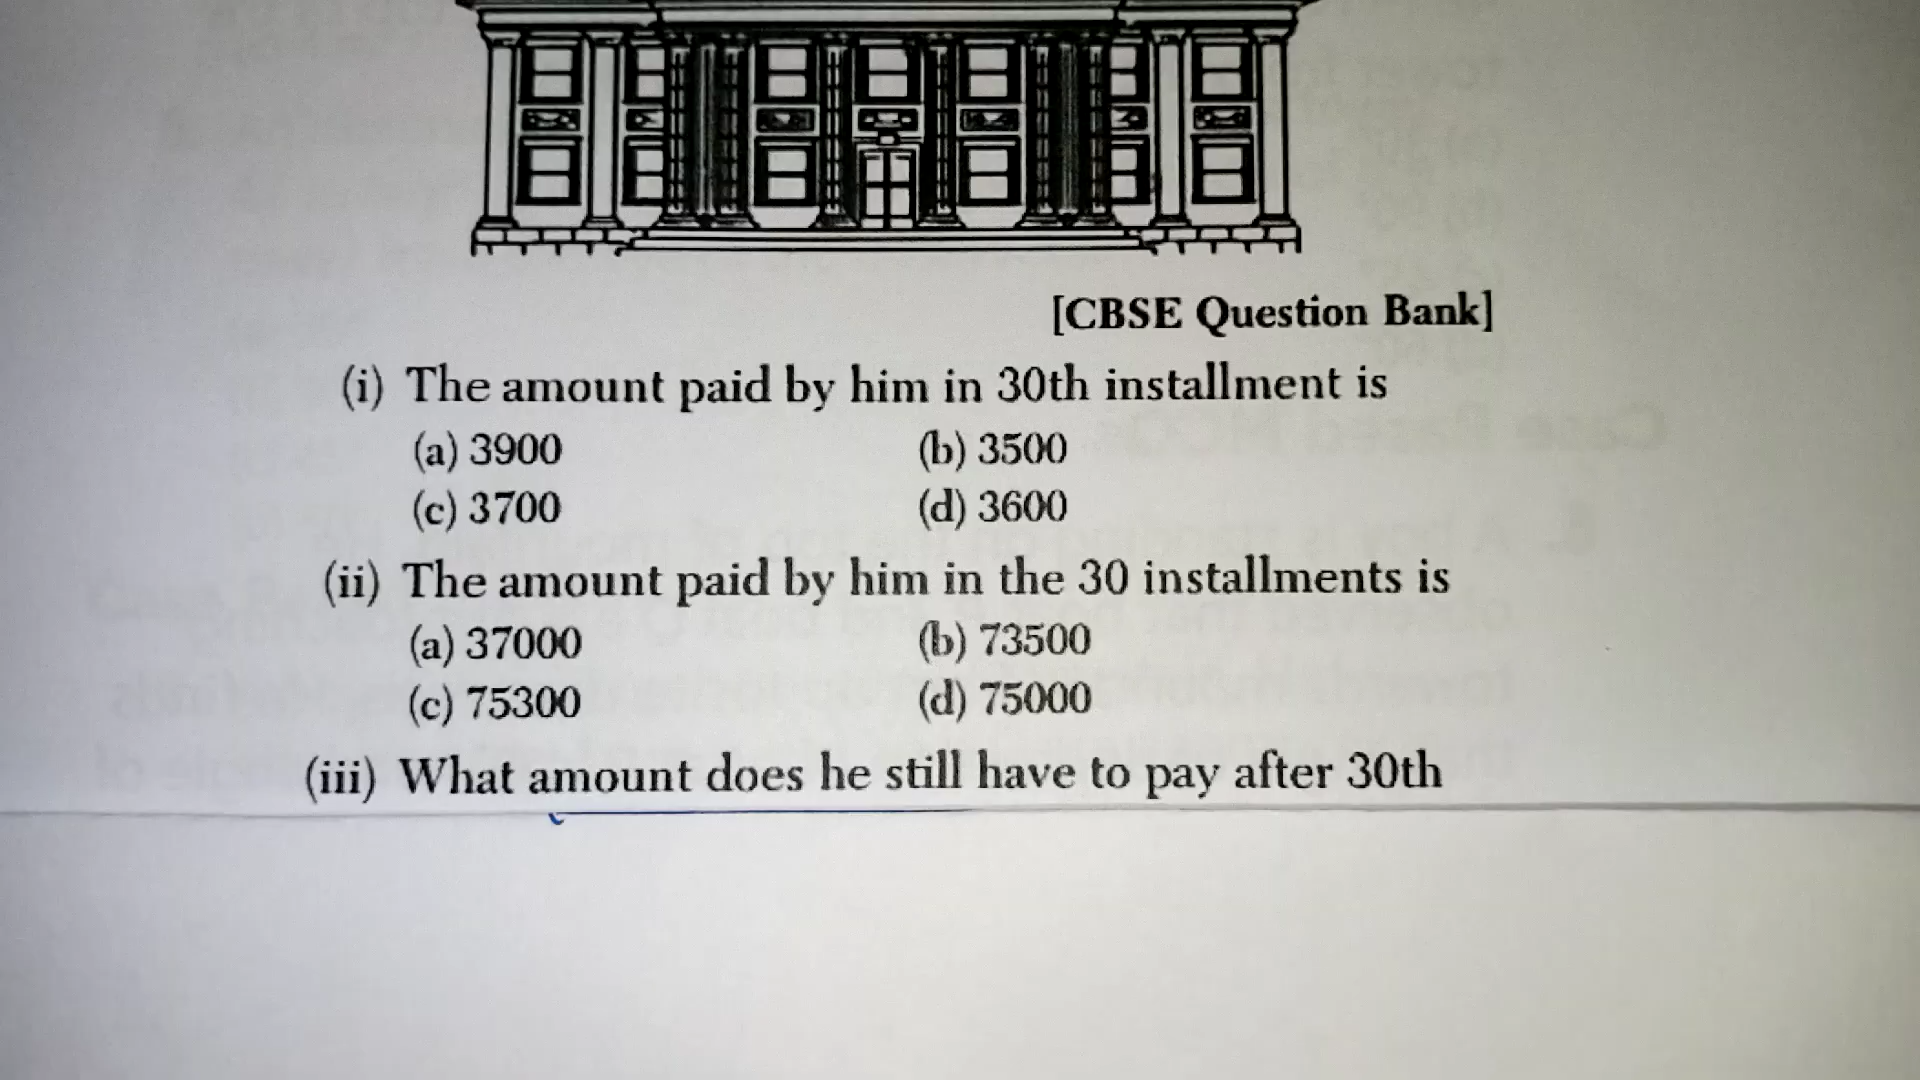 [CBSE Question Bank]
(i) The amount paid by him in 30th installment is
(a) 3900 (b) 3500
(c) 3700 (d) 3600
(ii) The amount paid by him in the 30 installments is
(a) 37000 (b) 73500
(c) 75300 (d) 75000
(iii) What amount does he still have to pay after 30th